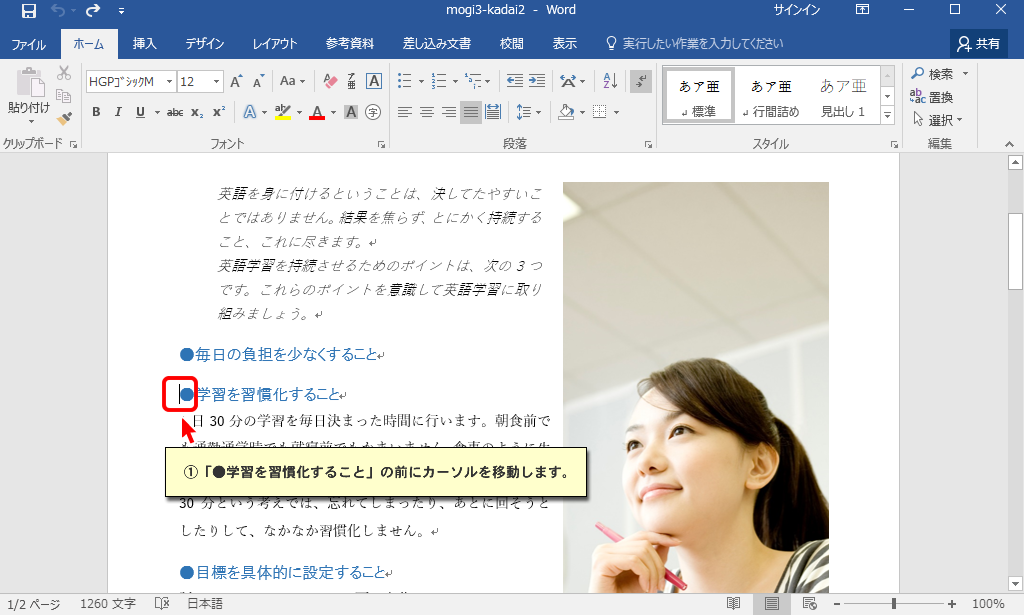 mogi3-kadai2 - Word
サインイン
ファイル ホーム 挿入 デザイン レイアウト 参考資料 差し込み文書 校閲 表示 実行したい作業を入力してください 共有
貼り付け
HGPｺﾞｼｯｸM 12
Aa
B I U abc x₂ x²
あア亜 あア亜 あア亜
↲標準 ↲行間詰め 見出し 1
検索
置換
選択
クリップボード フォント 段落 スタイル 編集
英語を身に付けるということは、決してたやすいこ
とではありません。結果を焦らず、とにかく持続する
こと、これに尽きます。↲
英語学習を持続させるためのポイントは、次の 3 つ
です。これらのポイントを意識して英語学習に取り
組みましょう。↲
●毎日の負担を少なくすること↲
●学習を習慣化すること↲
日 30 分の学習を毎日決まった時間に行います。朝食前で
①「●学習を習慣化すること」の前にカーソルを移動します。
30 分という考えでは、忘れてしまったり、あとに回そうと
したりして、なかなか習慣化しません。↲
●目標を具体的に設定すること↲
1/2 ページ 1260 文字 日本語 100%